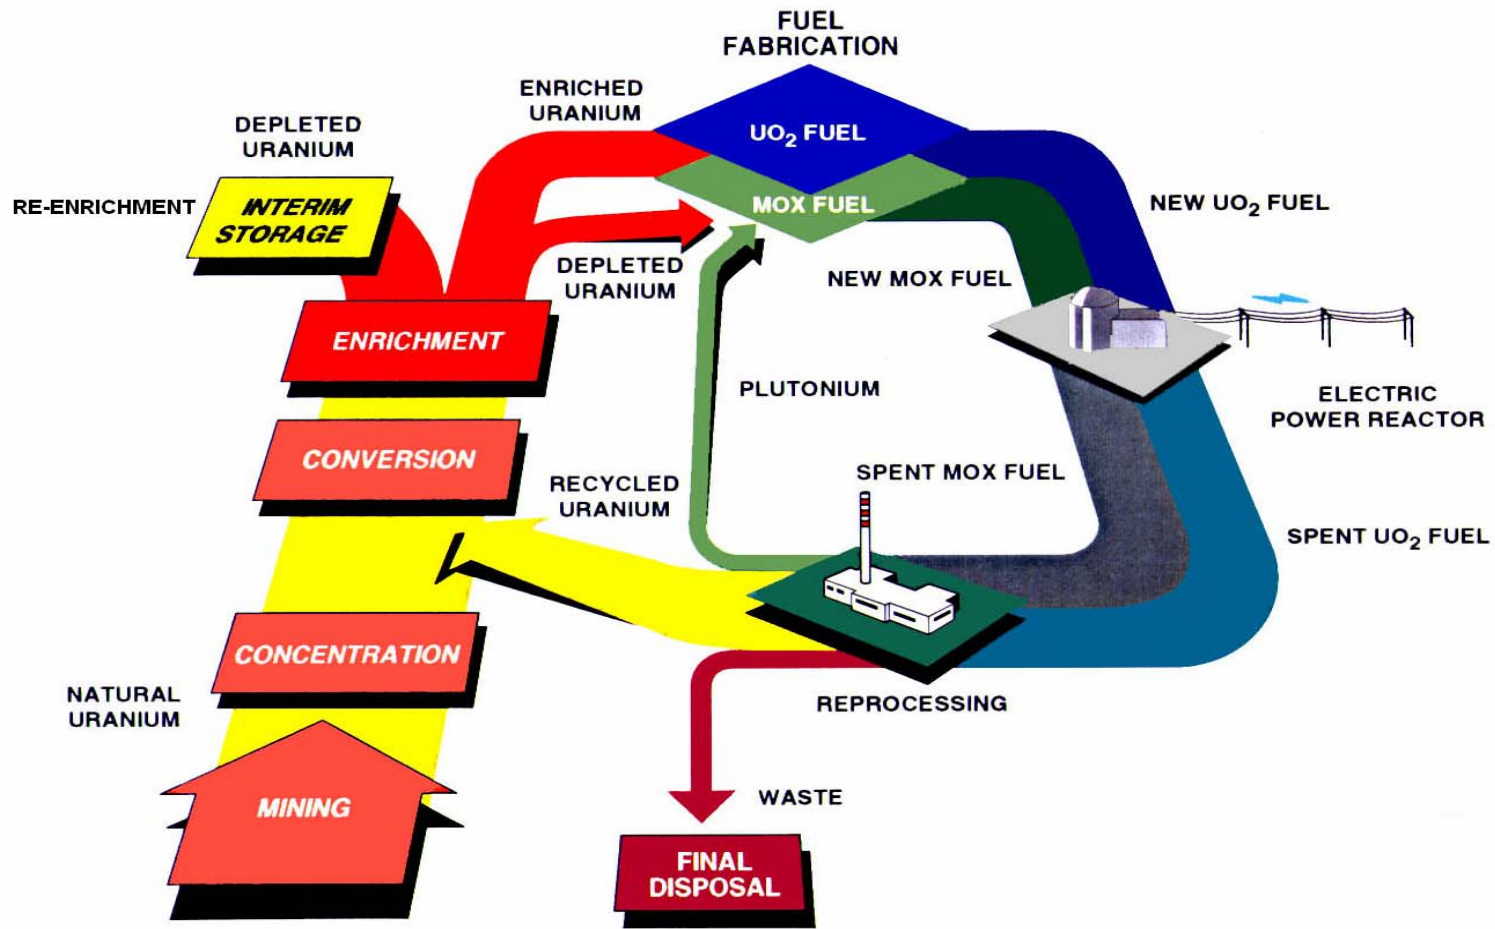 FUEL
FABRICATION
ENRICHED
URANIUM
DEPLETED
URANIUM
UO₂ FUEL
RE-ENRICHMENT
INTERIM
STORAGE
MOX FUEL
NEW UO₂ FUEL
DEPLETED
URANIUM
NEW MOX FUEL
ENRICHMENT
PLUTONIUM
ELECTRIC
POWER REACTOR
CONVERSION
RECYCLED
URANIUM
SPENT MOX FUEL
SPENT UO₂ FUEL
CONCENTRATION
NATURAL
URANIUM
REPROCESSING
MINING
WASTE
FINAL
DISPOSAL